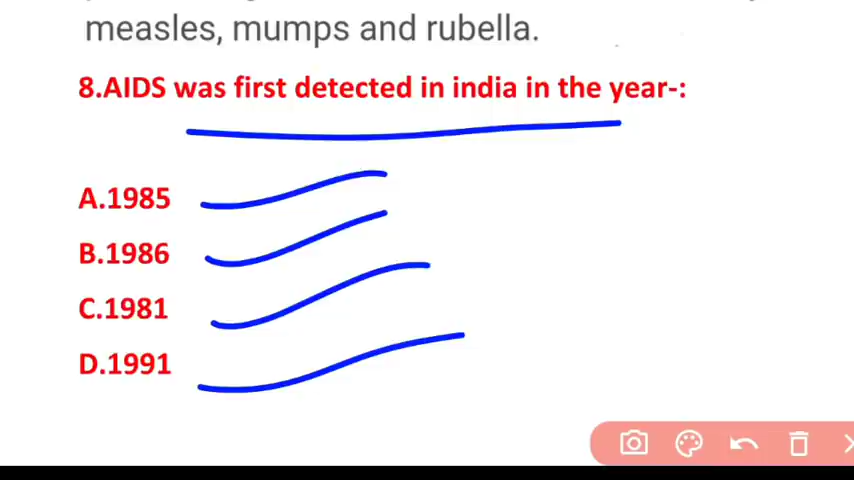 measles, mumps and rubella.
8.AIDS was first detected in india in the year-:
A.1985
B.1986
C.1981
D.1991